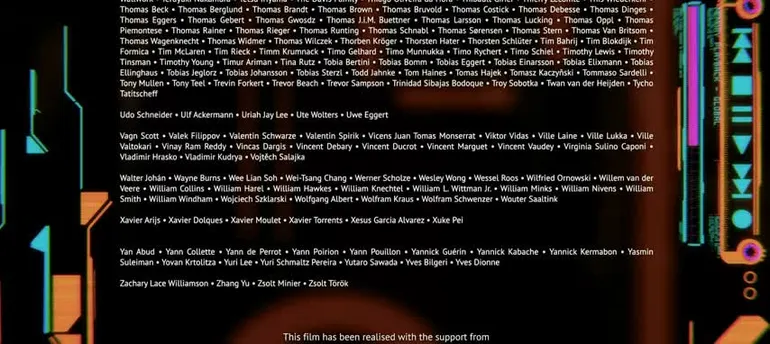 Thomas Beck • Thomas Berglund • Thomas Brandt • Thomas Brown • Thomas Bruvold • Thomas Costick • Thomas Debesse • Thomas Dinges •
Thomas Eggers • Thomas Gebert • Thomas Gwosdz • Thomas J.i.M. Buettner • Thomas Larsson • Thomas Lucking • Thomas Oppl • Thomas
Piemontese • Thomas Rainer • Thomas Rieger • Thomas Runting • Thomas Schnabl • Thomas Sørensen • Thomas Stern • Thomas Van Britsom •
Thomas Wagenknecht • Thomas Widmer • Thomas Wilczek • Thorben Kröger • Thorsten Hater • Thorsten Schlüter • Tim Bahrij • Tim Blokdijk • Tim
Formica • Tim McLaren • Tim Rieck • Timm Krumnack • Timo Gelhard • Timo Munnukka • Timo Rychert • Timo Schiel • Timothy Lewis • Timothy
Tinsman • Timothy Young • Timur Ariman • Tina Rutz • Tobia Bertini • Tobias Bomm • Tobias Eggert • Tobias Einarsson • Tobias Elixmann • Tobias
Ellinghaus • Tobias Jeglorz • Tobias Johansson • Tobias Sterzl • Todd Jahnke • Tom Haines • Tomas Hajek • Tomasz Kaczyński • Tommaso Sardelli •
Tony Mullen • Tony Teel • Trevin Forkert • Trevor Beach • Trevor Sampson • Trinidad Sibajas Bodoque • Troy Sobotka • Twan van der Heijden • Tycho
Tatitscheff
Udo Schneider • Ulf Ackermann • Uriah Jay Lee • Ute Wolters • Uwe Eggert
Vagn Scott • Valek Filippov • Valentin Schwarze • Valentin Spirik • Vicens Juan Tomas Monserrat • Viktor Vidas • Ville Laine • Ville Lukka • Ville
Valtokari • Vinay Ram Reddy • Vincas Dargis • Vincent Debary • Vincent Ducrot • Vincent Marguet • Vincent Vaudey • Virginia Sulino Caponi •
Vladimir Hrasko • Vladimir Kudrya • Vojtěch Salajka
Walter Johán • Wayne Burns • Wee Lian Soh • Wei-Tsang Chang • Werner Scholze • Wesley Wong • Wessel Roos • Wilfried Ornowski • Willem van der
Veere • William Collins • William Harel • William Hawkes • William Knechtel • William L. Wittman Jr. • William Minks • William Nivens • William
Smith • William Windham • Wojciech Szklarski • Wolfgang Albert • Wolfram Kraus • Wolfram Schwenzer • Wouter Saaltink
Xavier Arijs • Xavier Dolques • Xavier Moulet • Xavier Torrents • Xesus Garcia Alvarez • Xuke Pei
Yan Abud • Yann Collette • Yann de Perrot • Yann Poirion • Yann Pouillon • Yannick Guérin • Yannick Kabache • Yannick Kermabon • Yasmin
Suleiman • Yovan Krtolitza • Yuri Lee • Yuri Schmaltz Pereira • Yutaro Sawada • Yves Bilgeri • Yves Dionne
Zachary Lace Williamson • Zhang Yu • Zsolt Minier • Zsolt Török
This film has been realised with the support from
PLAYBACK - GLOBAL